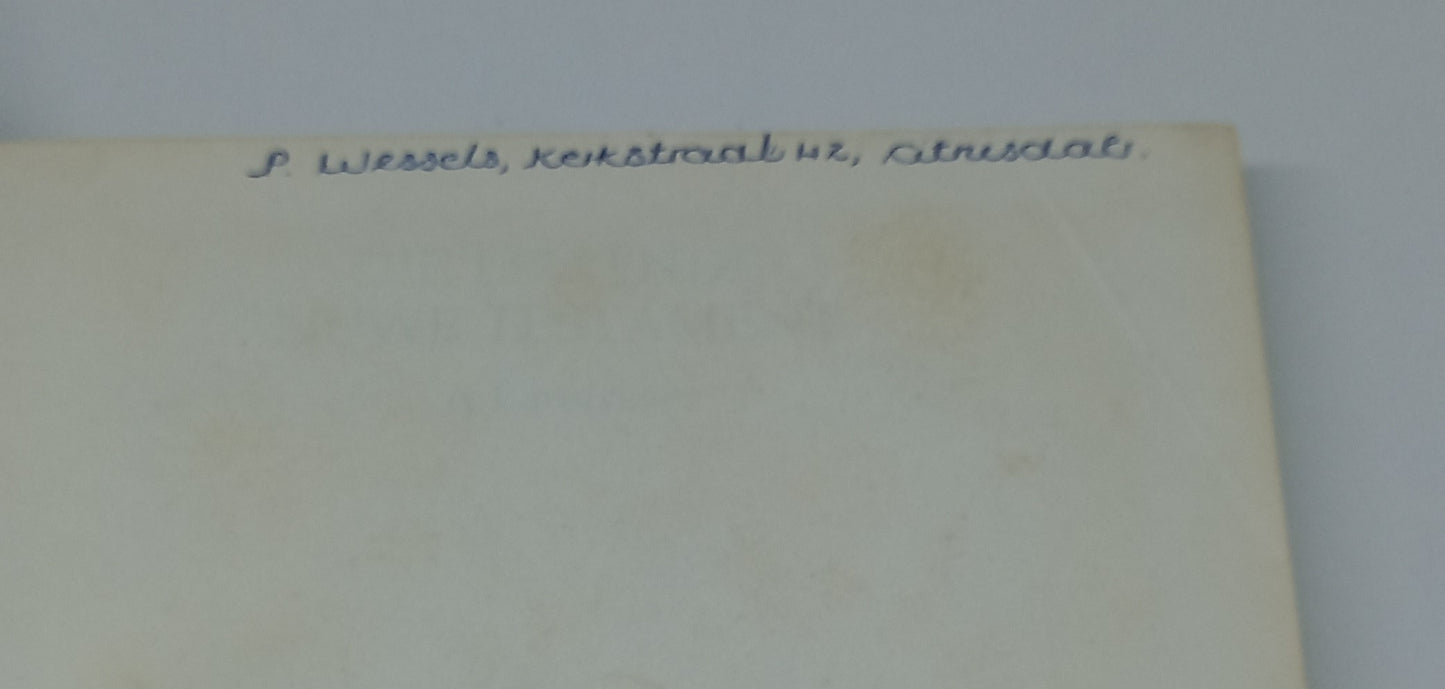 P. Wessels, Kerkstraat 42, Citrusdal.